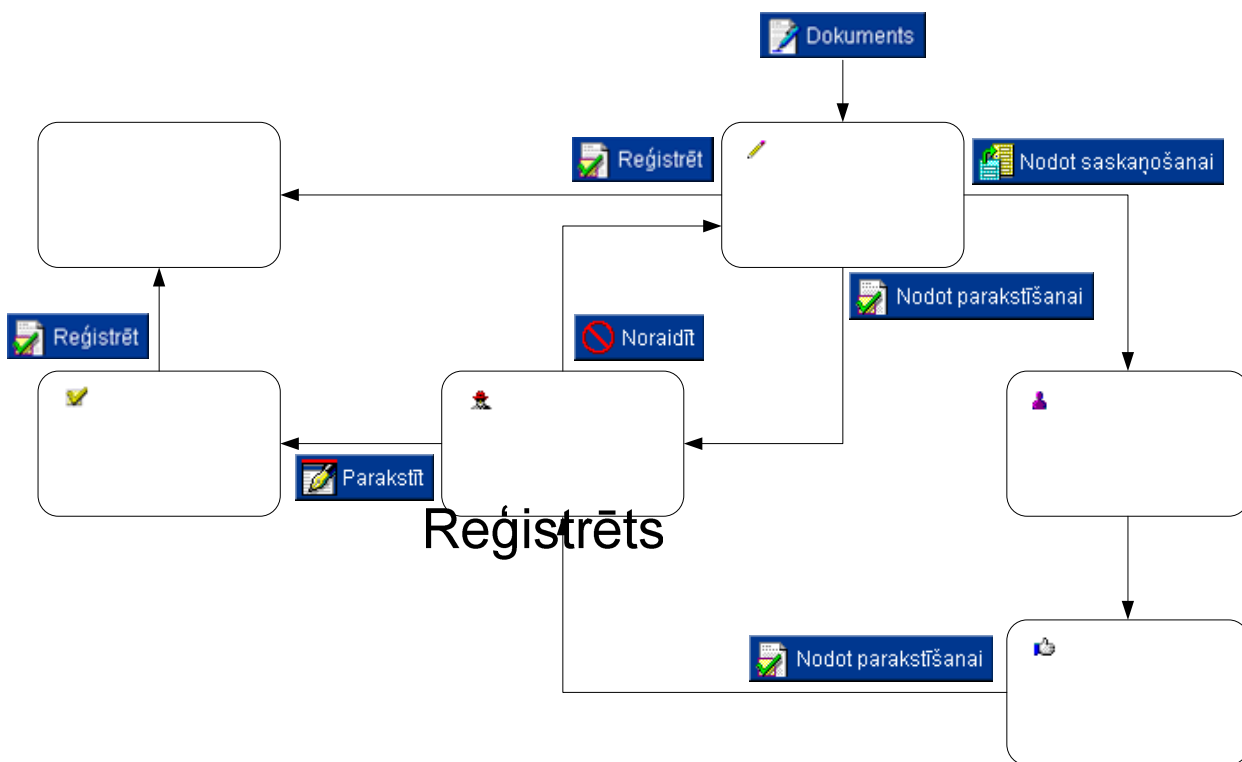 Dokuments
Reģistrēt
Nodot saskaņošanai
Nodot parakstīšanai
Reģistrēt
Noraidīt
Parakstīt
Reģistrēts
Nodot parakstīšanai